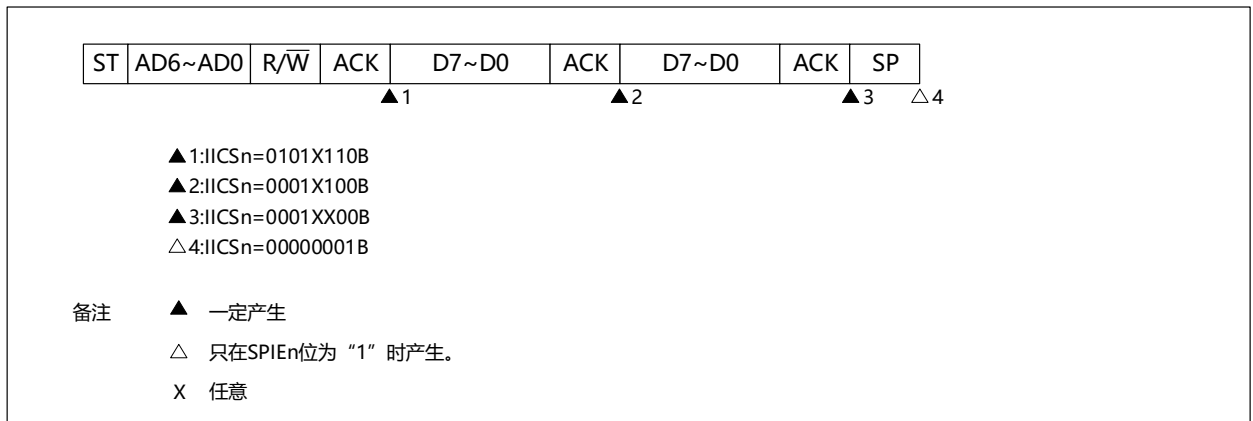 ST AD6~AD0 R/W̅ ACK D7~D0 ACK D7~D0 ACK SP
▲1 ▲2 ▲3 △4
▲1:IICSn=0101X110B
▲2:IICSn=0001X100B
▲3:IICSn=0001XX00B
△4:IICSn=00000001B
备注 ▲ 一定产生
△ 只在SPIEn位为“1”时产生。
X 任意